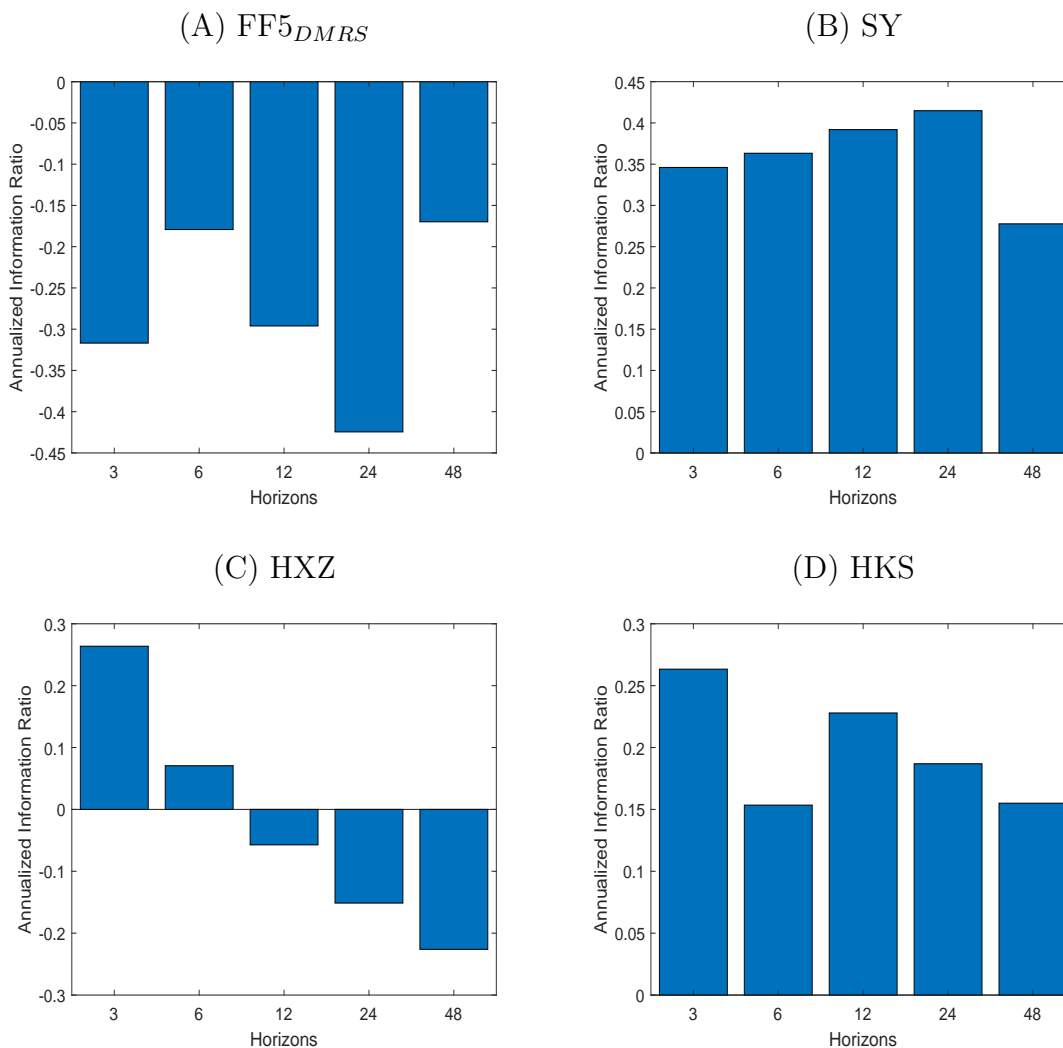 (A) FF5DMRS
Annualized Information Ratio
0
-0.05
-0.1
-0.15
-0.2
-0.25
-0.3
-0.35
-0.4
-0.45
3 6 12 24 48
Horizons
(B) SY
Annualized Information Ratio
0.45
0.4
0.35
0.3
0.25
0.2
0.15
0.1
0.05
0
3 6 12 24 48
Horizons
(C) HXZ
Annualized Information Ratio
0.3
0.2
0.1
0
-0.1
-0.2
-0.3
3 6 12 24 48
Horizons
(D) HKS
Annualized Information Ratio
0.3
0.25
0.2
0.15
0.1
0.05
0
3 6 12 24 48
Horizons